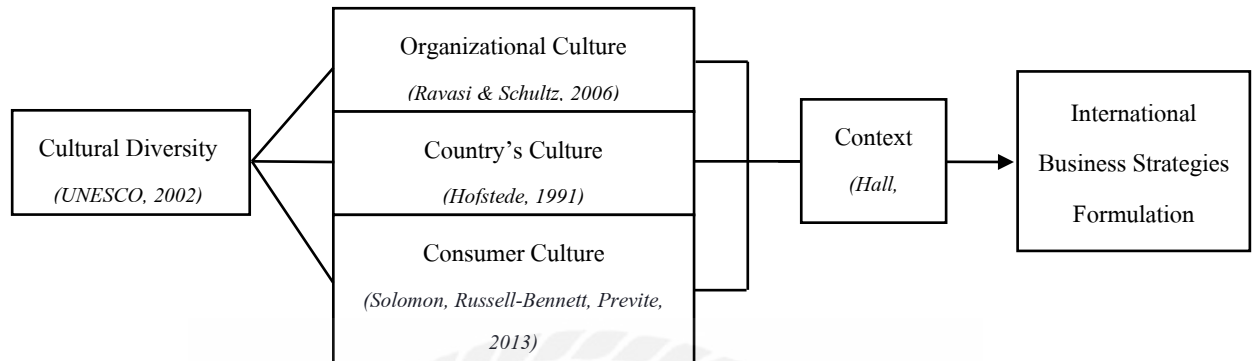 Cultural Diversity
(UNESCO, 2002)
Organizational Culture
(Ravasi & Schultz, 2006)
Country’s Culture
(Hofstede, 1991)
Consumer Culture
(Solomon, Russell-Bennett, Previte,
2013)
Context
(Hall,
International
Business Strategies
Formulation